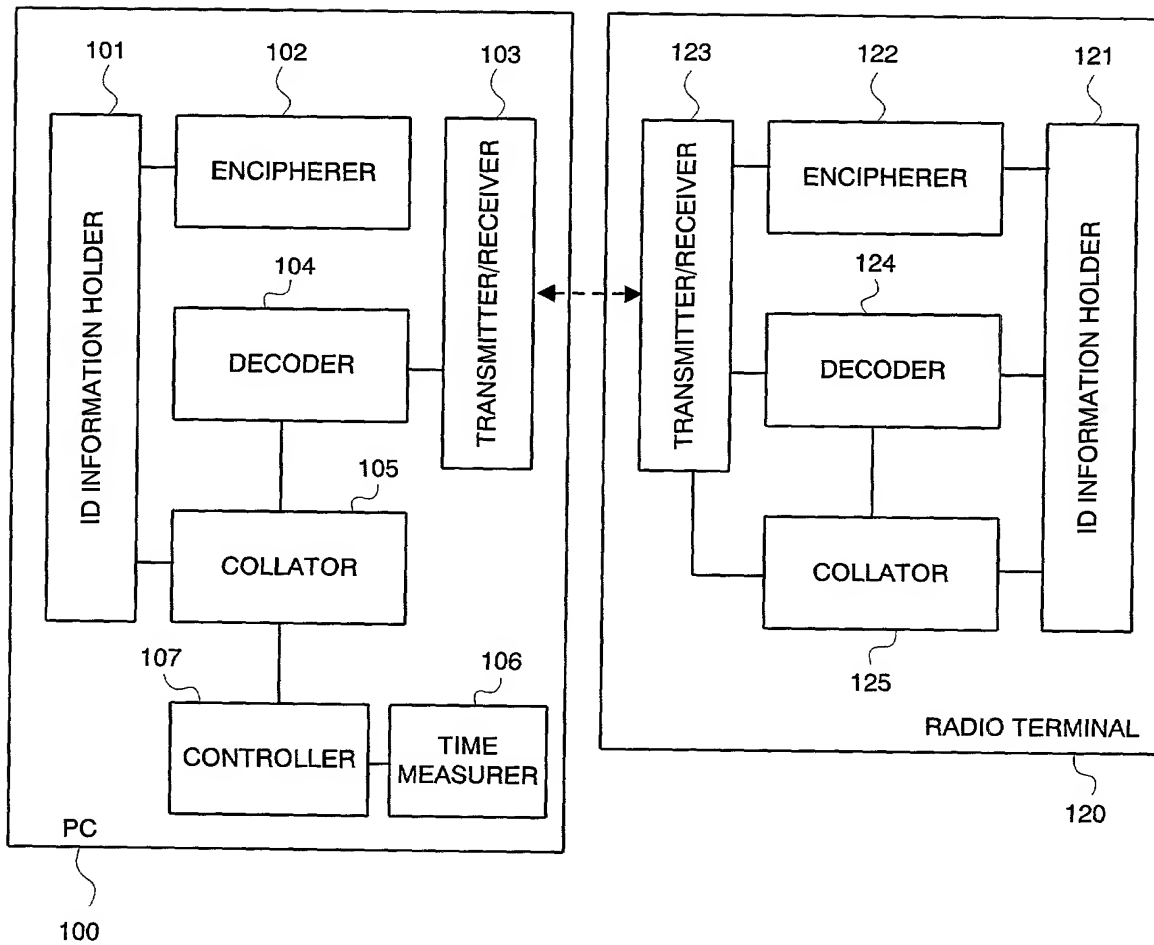 101
102
103
ID INFORMATION HOLDER
ENCIPHERER
TRANSMITTER/RECEIVER
104
DECODER
105
COLLATOR
107
106
CONTROLLER
TIME
MEASURER
PC
100
123
122
121
TRANSMITTER/RECEIVER
ENCIPHERER
ID INFORMATION HOLDER
124
DECODER
COLLATOR
125
RADIO TERMINAL
120